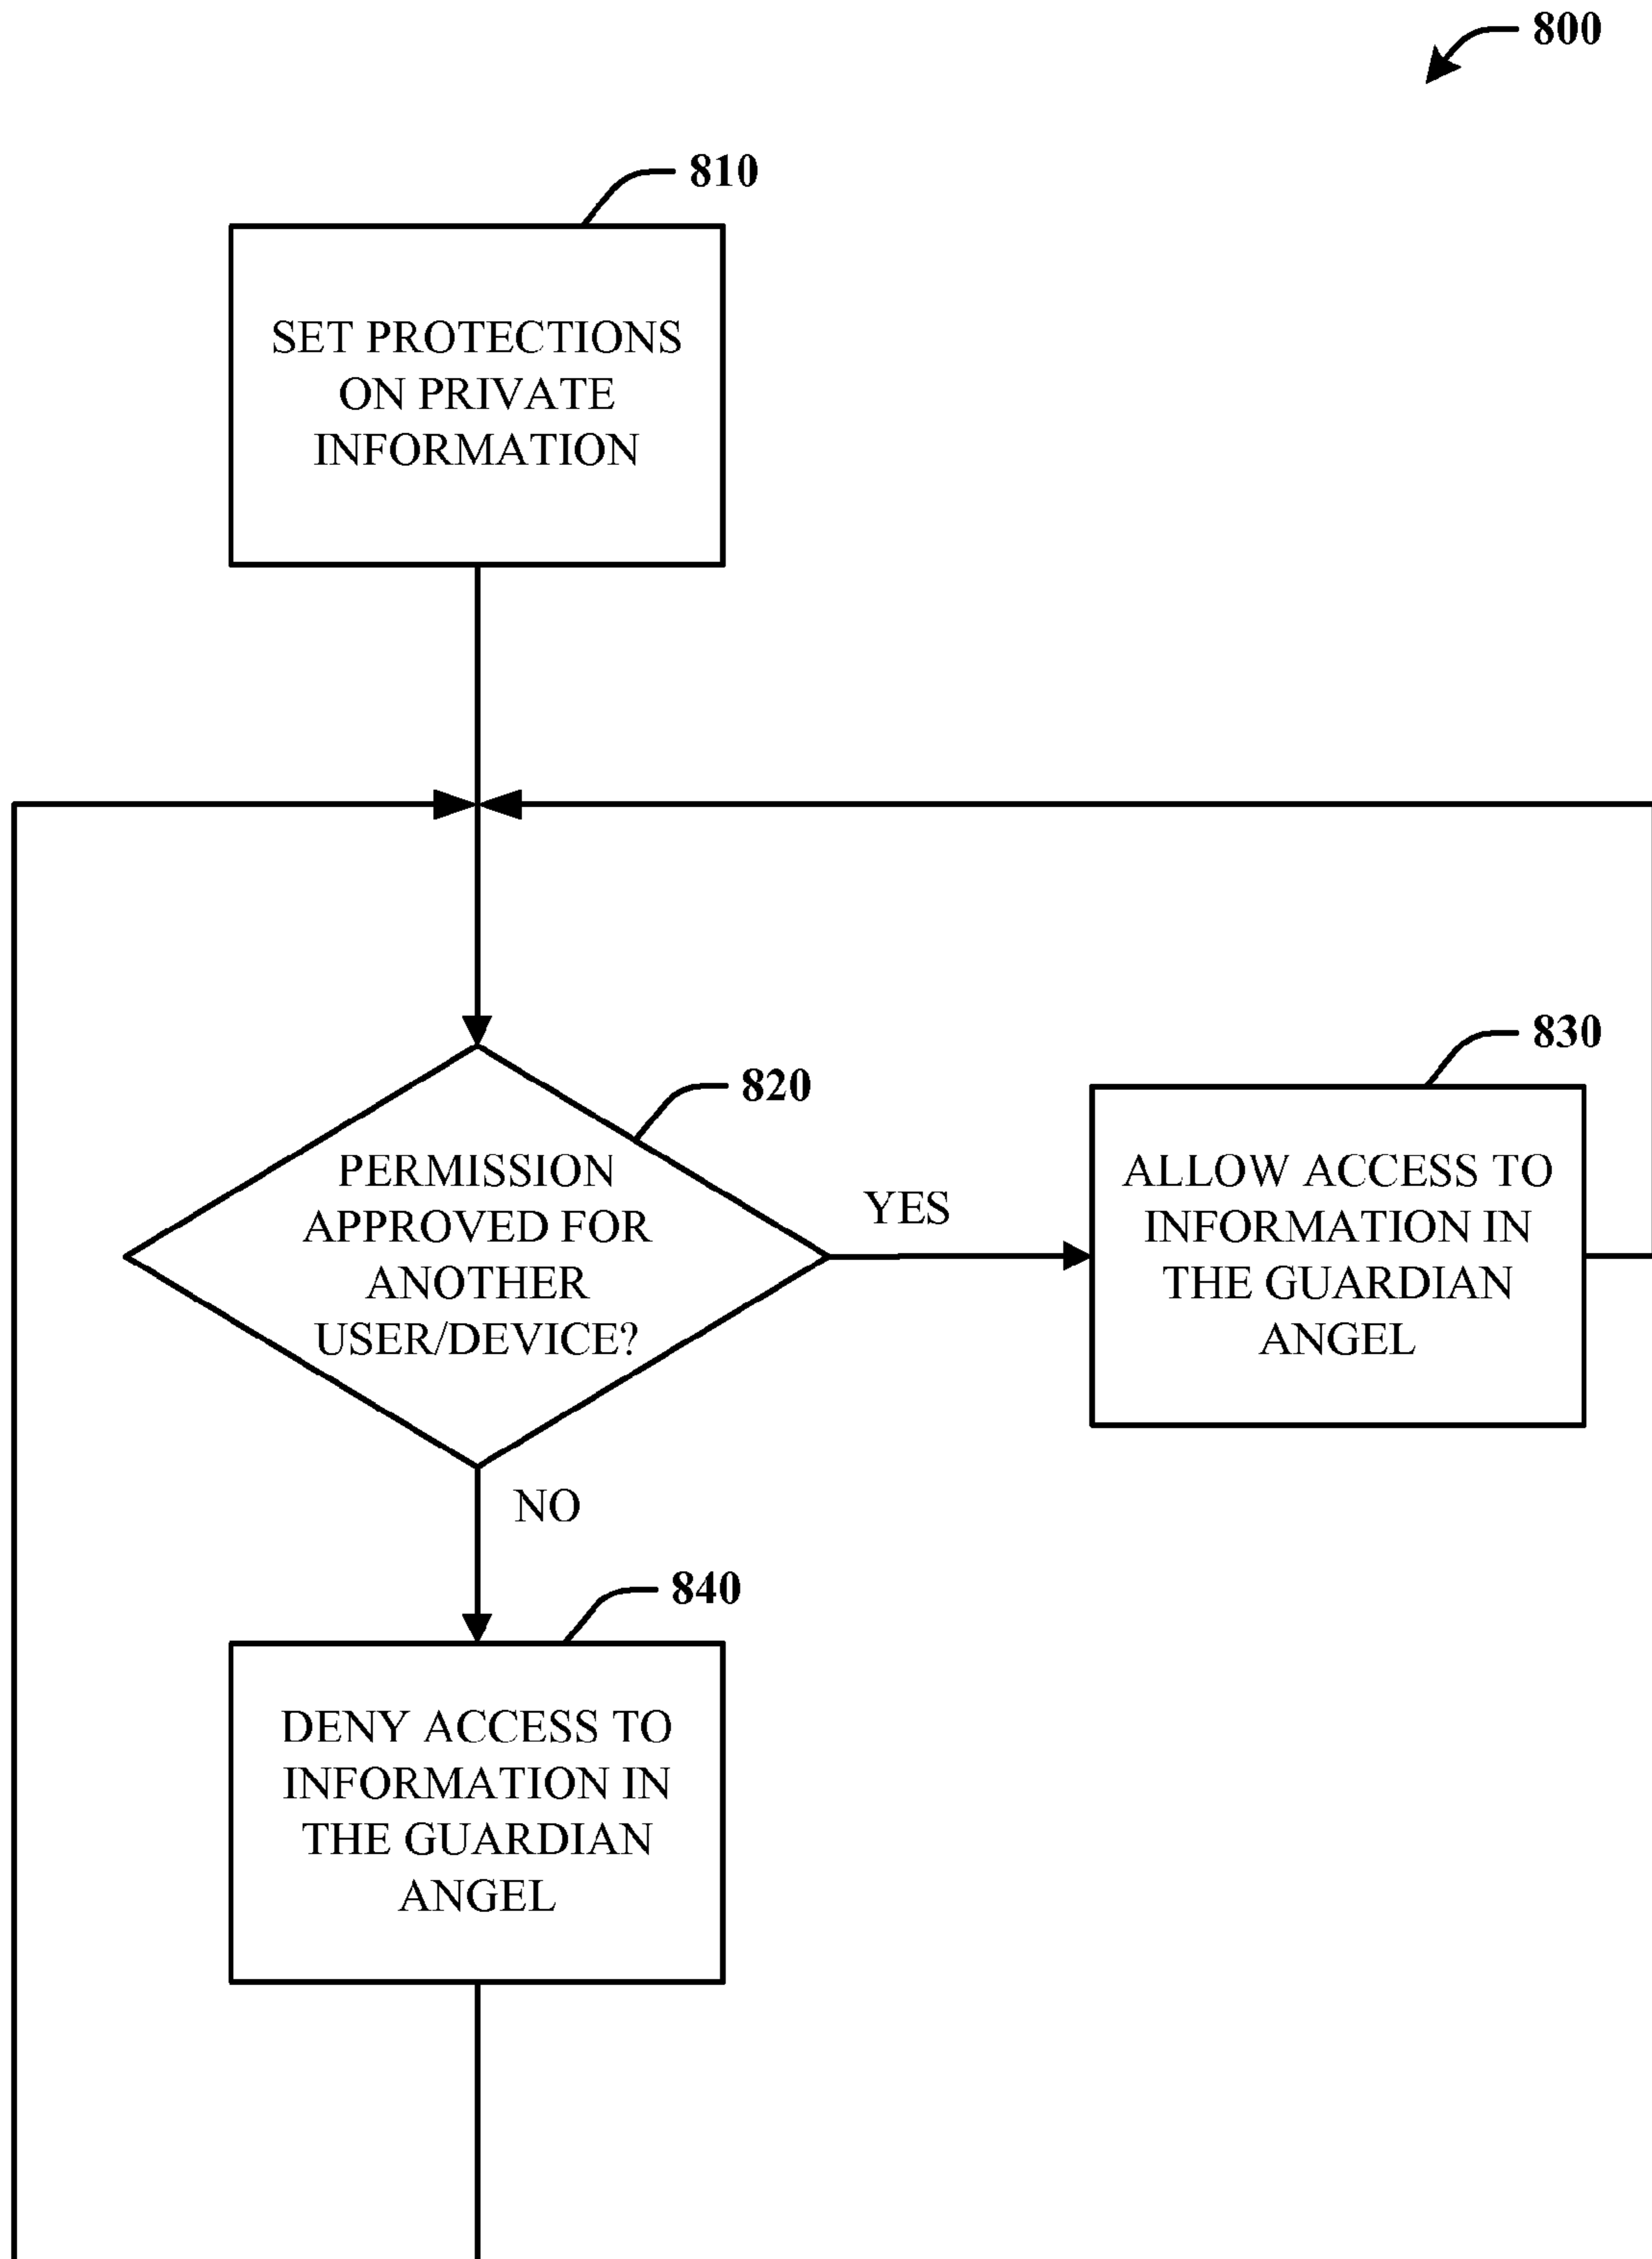 800
810
SET PROTECTIONS
ON PRIVATE
INFORMATION
820
PERMISSION
APPROVED FOR
ANOTHER
USER/DEVICE?
YES
830
ALLOW ACCESS TO
INFORMATION IN
THE GUARDIAN
ANGEL
NO
840
DENY ACCESS TO
INFORMATION IN
THE GUARDIAN
ANGEL